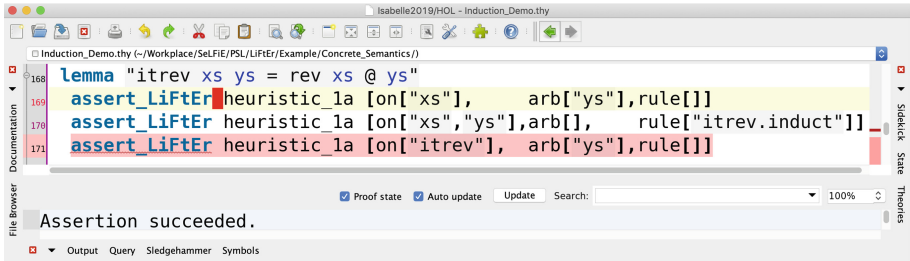 Isabelle2019/HOL - Induction_Demo.thy
Induction_Demo.thy (~/Workplace/SeLFiE/PSL/LiFtEr/Example/Concrete_Semantics/)
168 lemma "itrev xs ys = rev xs @ ys"
169 assert_LiFtEr heuristic_1a [on["xs"], arb["ys"],rule[]]
170 assert_LiFtEr heuristic_1a [on["xs","ys"],arb[], rule["itrev.induct"]]
171 assert_LiFtEr heuristic_1a [on["itrev"], arb["ys"],rule[]]
Documentation
File Browser
Sidekick
State
Theories
Proof state Auto update Update Search: 100%
Assertion succeeded.
Output Query Sledgehammer Symbols